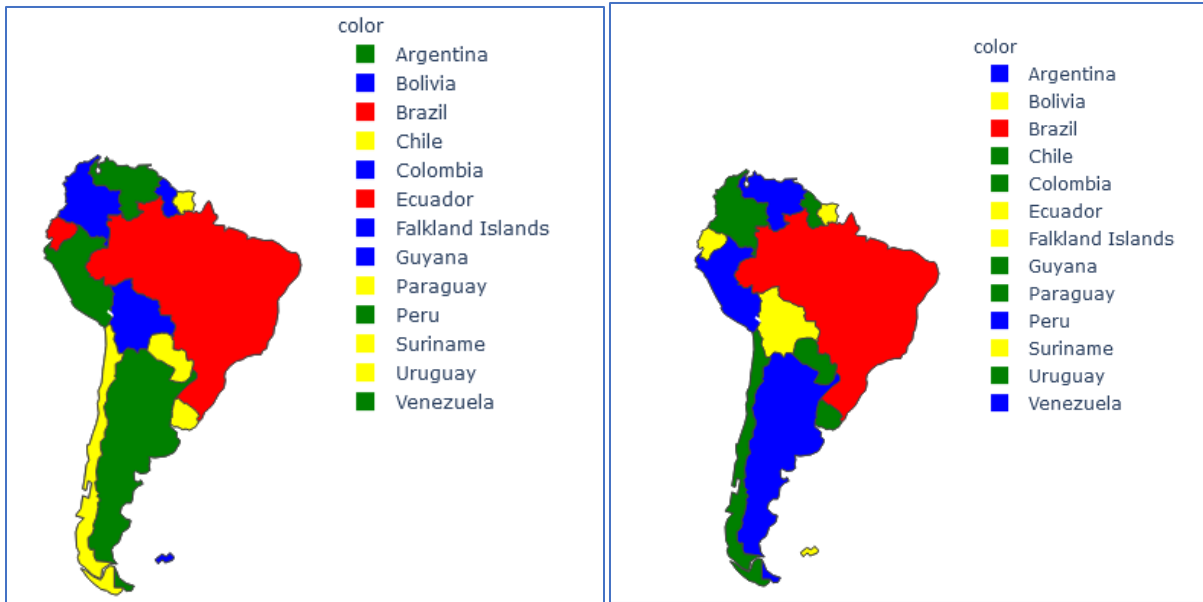 color
Argentina
Bolivia
Brazil
Chile
Colombia
Ecuador
Falkland Islands
Guyana
Paraguay
Peru
Suriname
Uruguay
Venezuela
color
Argentina
Bolivia
Brazil
Chile
Colombia
Ecuador
Falkland Islands
Guyana
Paraguay
Peru
Suriname
Uruguay
Venezuela